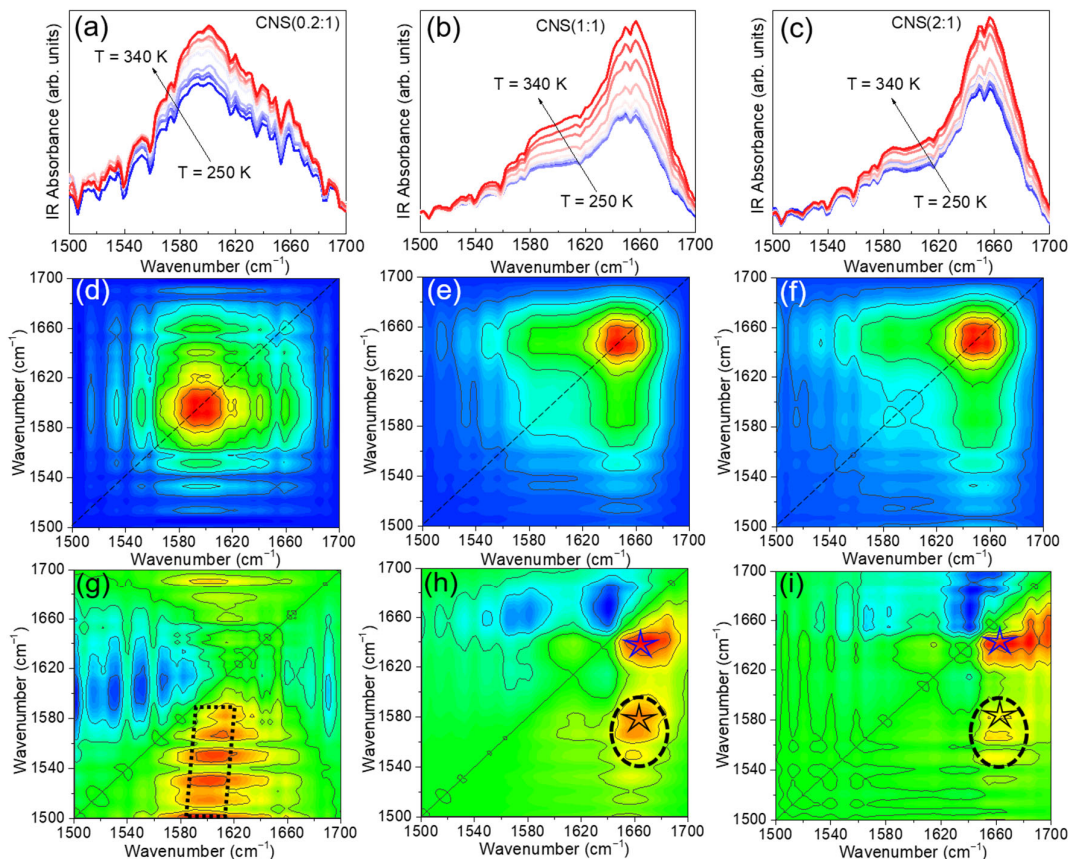 (a)
CNS(0.2:1)
T = 340 K
T = 250 K
IR Absorbance (arb. units)
1500 1540 1580 1620 1660 1700
Wavenumber (cm⁻¹)
(b)
CNS(1:1)
T = 340 K
T = 250 K
IR Absorbance (arb. units)
1500 1540 1580 1620 1660 1700
Wavenumber (cm⁻¹)
(c)
CNS(2:1)
T = 340 K
T = 250 K
IR Absorbance (arb. units)
1500 1540 1580 1620 1660 1700
Wavenumber (cm⁻¹)
(d)
Wavenumber (cm⁻¹)
1700
1660
1620
1580
1540
1500
1500 1540 1580 1620 1660 1700
Wavenumber (cm⁻¹)
(e)
Wavenumber (cm⁻¹)
1700
1660
1620
1580
1540
1500
1500 1540 1580 1620 1660 1700
Wavenumber (cm⁻¹)
(f)
Wavenumber (cm⁻¹)
1700
1660
1620
1580
1540
1500
1500 1540 1580 1620 1660 1700
Wavenumber (cm⁻¹)
(g)
Wavenumber (cm⁻¹)
1700
1660
1620
1580
1540
1500
1500 1540 1580 1620 1660 1700
Wavenumber (cm⁻¹)
(h)
Wavenumber (cm⁻¹)
1700
1660
1620
1580
1540
1500
1500 1540 1580 1620 1660 1700
Wavenumber (cm⁻¹)
(i)
Wavenumber (cm⁻¹)
1700
1660
1620
1580
1540
1500
1500 1540 1580 1620 1660 1700
Wavenumber (cm⁻¹)